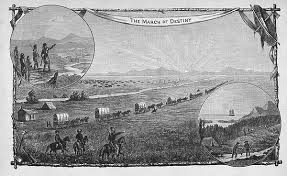 THE MARCH OF DESTINY